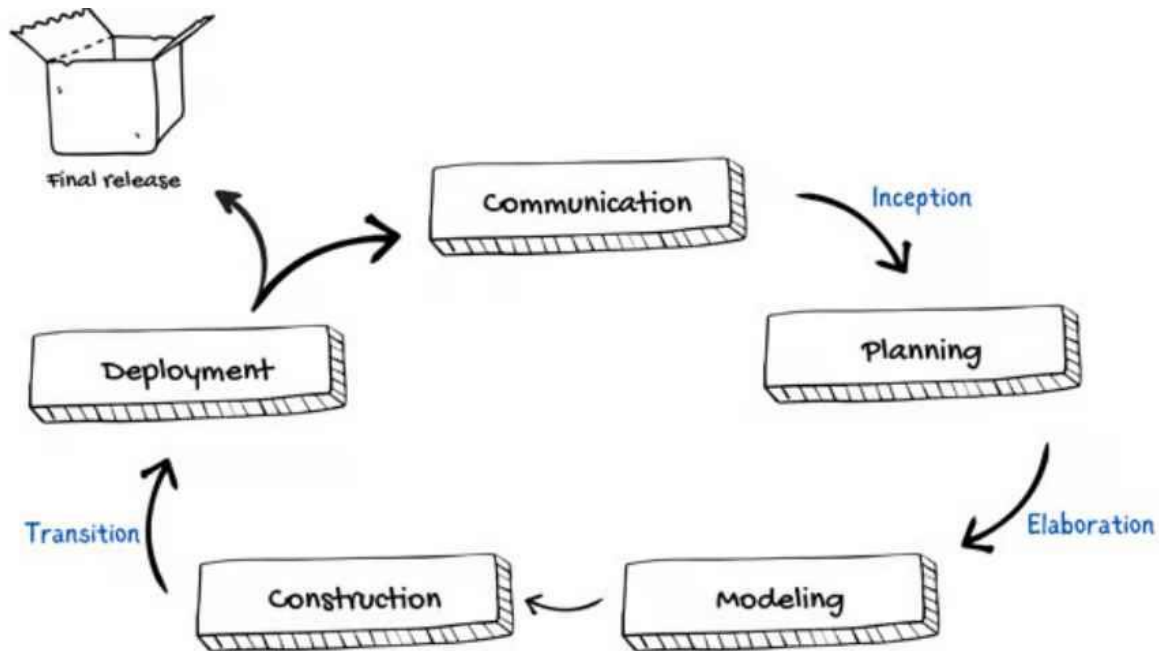 Final release
Communication
Inception
Planning
Elaboration
Modeling
Construction
Transition
Deployment